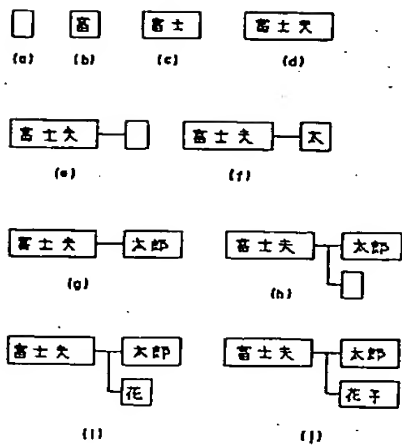 富 富士 富士夫
(a) (b) (c) (d)
富士夫 富士夫 太
(e) (f)
富士夫 太郎 富士夫 太郎
(g) (h)
富士夫 太郎 富士夫 太郎
花 花子
(i) (j)